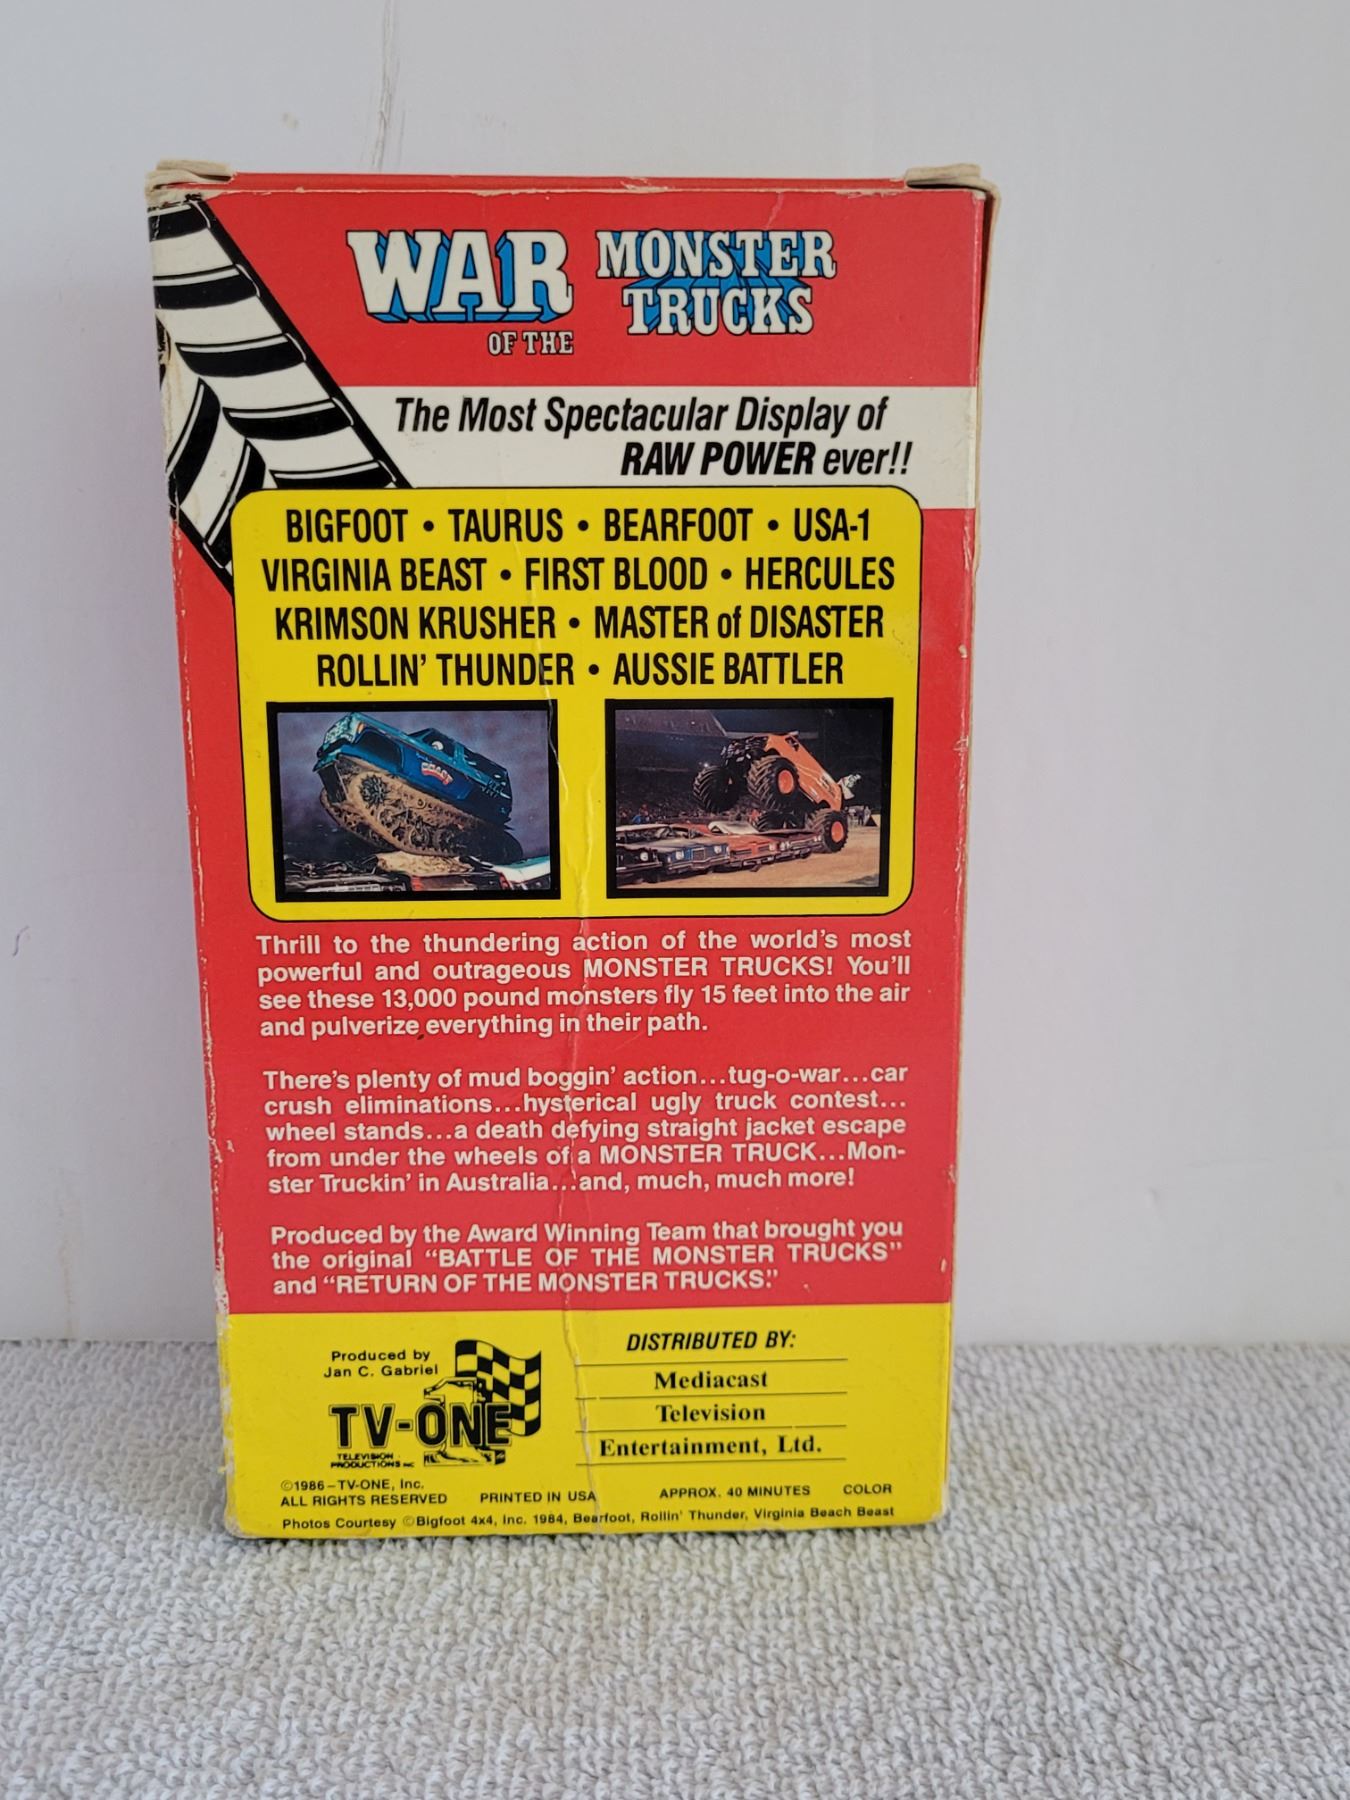 WAR OF THE MONSTER TRUCKS
The Most Spectacular Display of
RAW POWER ever!!
BIGFOOT • TAURUS • BEARFOOT • USA-1
VIRGINIA BEAST • FIRST BLOOD • HERCULES
KRIMSON KRUSHER • MASTER of DISASTER
ROLLIN' THUNDER • AUSSIE BATTLER
Thrill to the thundering action of the world's most
powerful and outrageous MONSTER TRUCKS! You'll
see these 13,000 pound monsters fly 15 feet into the air
and pulverize everything in their path.
There's plenty of mud boggin' action...tug-o-war...car
crush eliminations...hysterical ugly truck contest...
wheel stands...a death defying straight jacket escape
from under the wheels of a MONSTER TRUCK...Mon-
ster Truckin' in Australia...and, much, much more!
Produced by the Award Winning Team that brought you
the original "BATTLE OF THE MONSTER TRUCKS"
and "RETURN OF THE MONSTER TRUCKS."
Produced by
Jan C. Gabriel
TV-ONE
TELEVISION
PRODUCTIONS INC
DISTRIBUTED BY:
Mediacast
Television
Entertainment, Ltd.
©1986–TV-ONE, Inc.
ALL RIGHTS RESERVED PRINTED IN USA APPROX. 40 MINUTES COLOR
Photos Courtesy ©Bigfoot 4x4, Inc. 1984, Bearfoot, Rollin' Thunder, Virginia Beach Beast